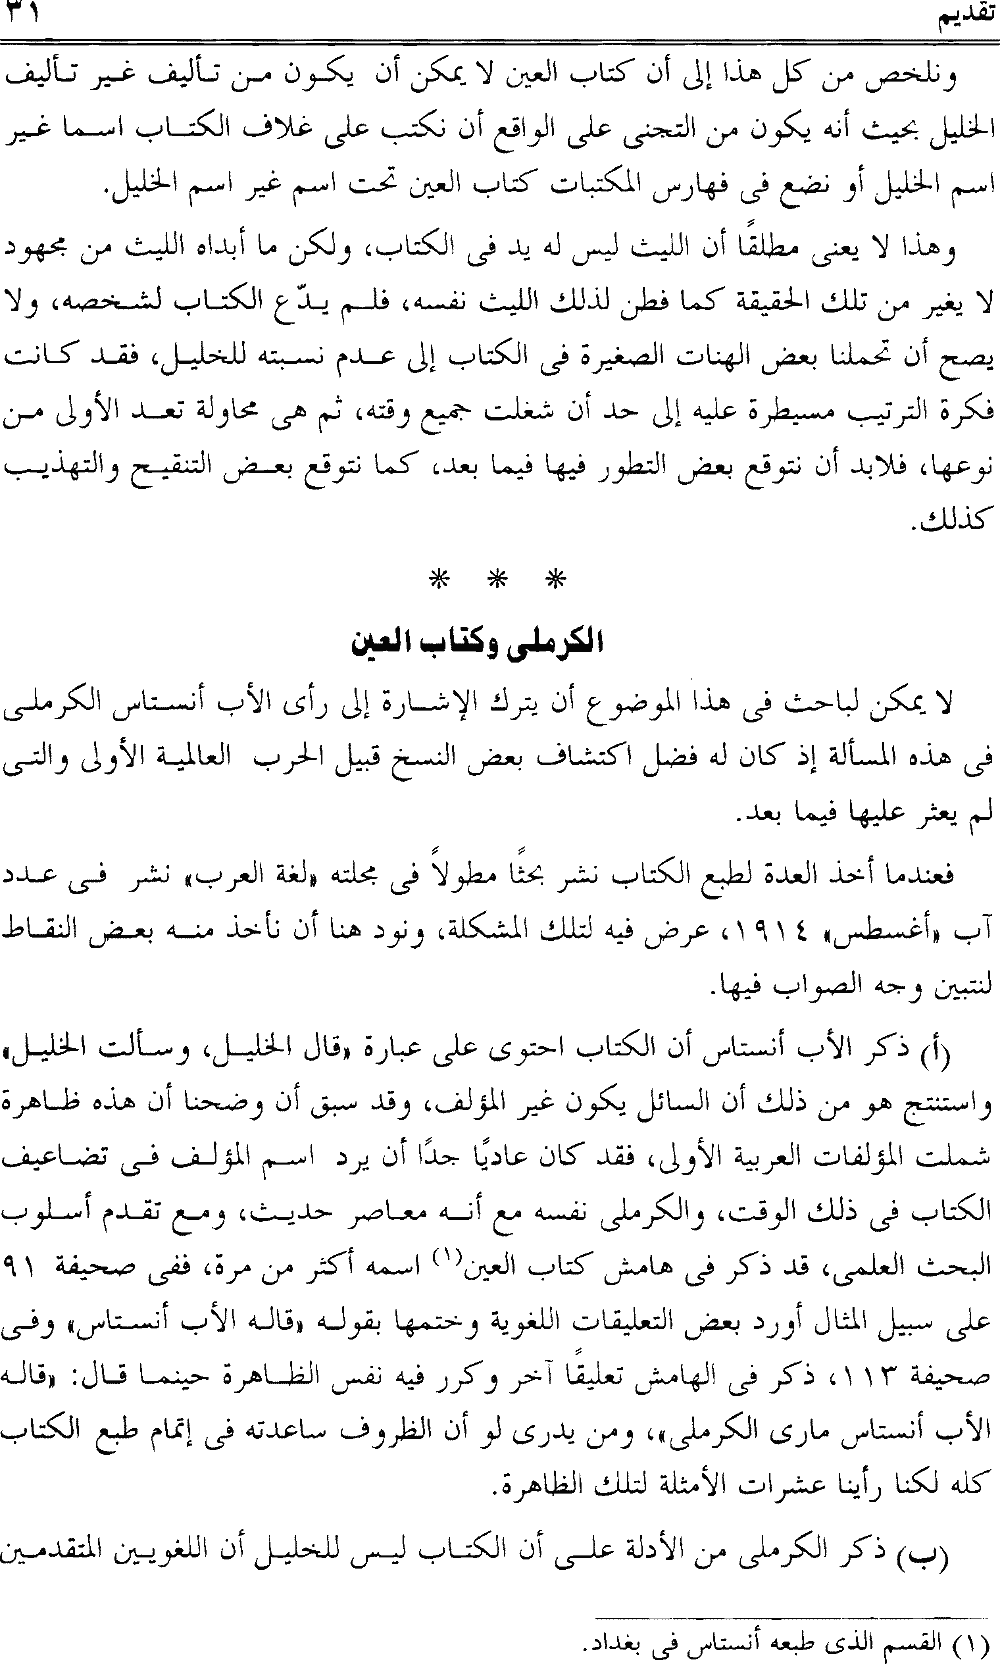 تقديم ٣١
ونلخص من كل هذا إلى أن كتاب العين لا يمكن أن يكون من تأليف غير تأليف
الخليل بحيث أنه يكون من التجنى على الواقع أن نكتب على غلاف الكتاب اسما غير
اسم الخليل أو نضع فى فهارس المكتبات كتاب العين تحت اسم غير اسم الخليل.
وهذا لا يعنى مطلقًا أن الليث ليس له يد فى الكتاب، ولكن ما أبداه الليث من مجهود
لا يغير من تلك الحقيقة كما فطن لذلك الليث نفسه، فلم يدّع الكتاب لشخصه، ولا
يصح أن تحملنا بعض الهنات الصغيرة فى الكتاب إلى عدم نسبته للخليل، فقد كانت
فكرة الترتيب مسيطرة عليه إلى حد أن شغلت جميع وقته، ثم هى محاولة تعد الأولى من
نوعها، فلابد أن نتوقع بعض التطور فيها فيما بعد، كما نتوقع بعض التنقيح والتهذيب
كذلك.
* * *
الكرملى وكتاب العين
لا يمكن لباحث فى هذا الموضوع أن يترك الإشارة إلى رأى الأب أنستاس الكرملى
فى هذه المسألة إذ كان له فضل اكتشاف بعض النسخ قبيل الحرب العالمية الأولى والتى
لم يعثر عليها فيما بعد.
فعندما أخذ العدة لطبع الكتاب نشر بحثًا مطولاً فى مجلته «لغة العرب» نشر فى عدد
آب «أغسطس» ١٩١٤، عرض فيه لتلك المشكلة، ونود هنا أن نأخذ منه بعض النقاط
لنتبين وجه الصواب فيها.
(أ) ذكر الأب أنستاس أن الكتاب احتوى على عبارة «قال الخليل، وسألت الخليل»
واستنتج هو من ذلك أن السائل يكون غير المؤلف، وقد سبق أن وضحنا أن هذه ظاهرة
شملت المؤلفات العربية الأولى، فقد كان عاديًا جدًا أن يرد اسم المؤلف فى تضاعيف
الكتاب فى ذلك الوقت، والكرملى نفسه مع أنه معاصر حديث، ومع تقدم أسلوب
البحث العلمى، قد ذكر فى هامش كتاب العين(١) اسمه أكثر من مرة، ففى صحيفة ٩١
على سبيل المثال أورد بعض التعليقات اللغوية وختمها بقوله «قاله الأب أنستاس» وفى
صحيفة ١١٣، ذكر فى الهامش تعليقًا آخر وكرر فيه نفس الظاهرة حينما قال: «قاله
الأب أنستاس مارى الكرملى»، ومن يدرى لو أن الظروف ساعدته فى إتمام طبع الكتاب
كله لكنا رأينا عشرات الأمثلة لتلك الظاهرة.
(ب) ذكر الكرملى من الأدلة على أن الكتاب ليس للخليل أن اللغويين المتقدمين
(١) القسم الذى طبعه أنستاس فى بغداد.